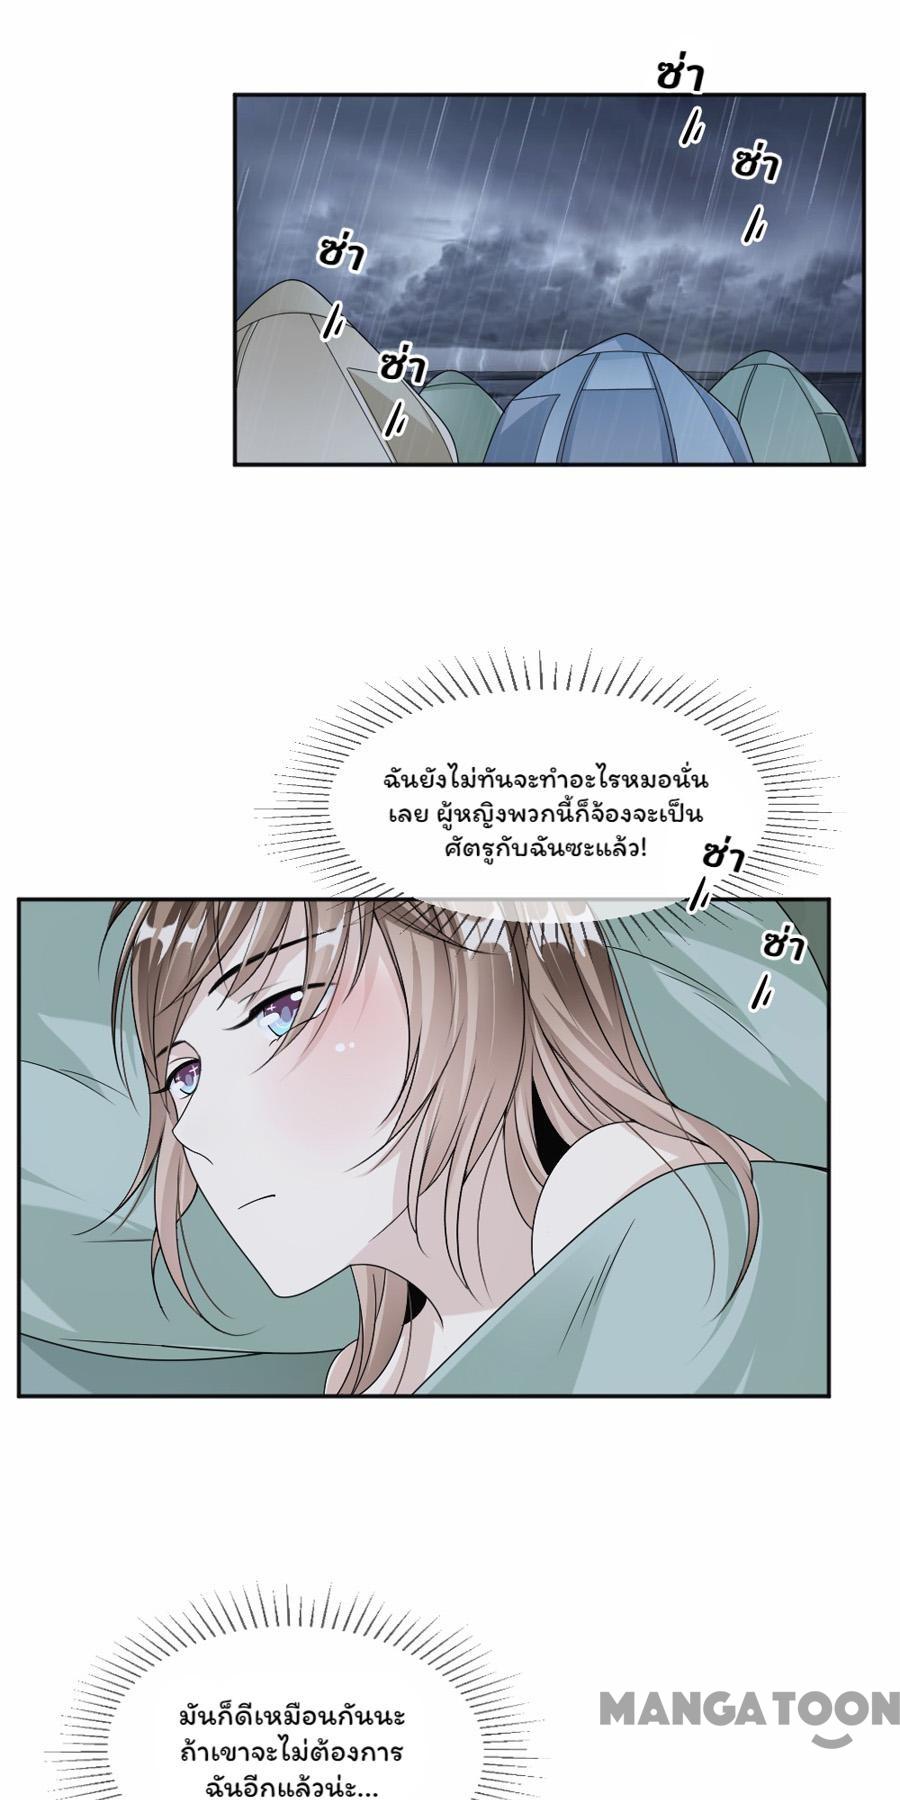 ซ่า
ซ่า
ซ่า
ซ่า
ฉันยังไม่ทันจะทำอะไรหมอนั่น
เลย ผู้หญิงพวกนี้ก็จ้องจะเป็น
ศัตรูกับฉันซะแล้ว!
ซ่า
ซ่า
มันก็ดีเหมือนกันนะ
ถ้าเขาจะไม่ต้องการ
ฉันอีกแล้วน่ะ...
MANGATOON